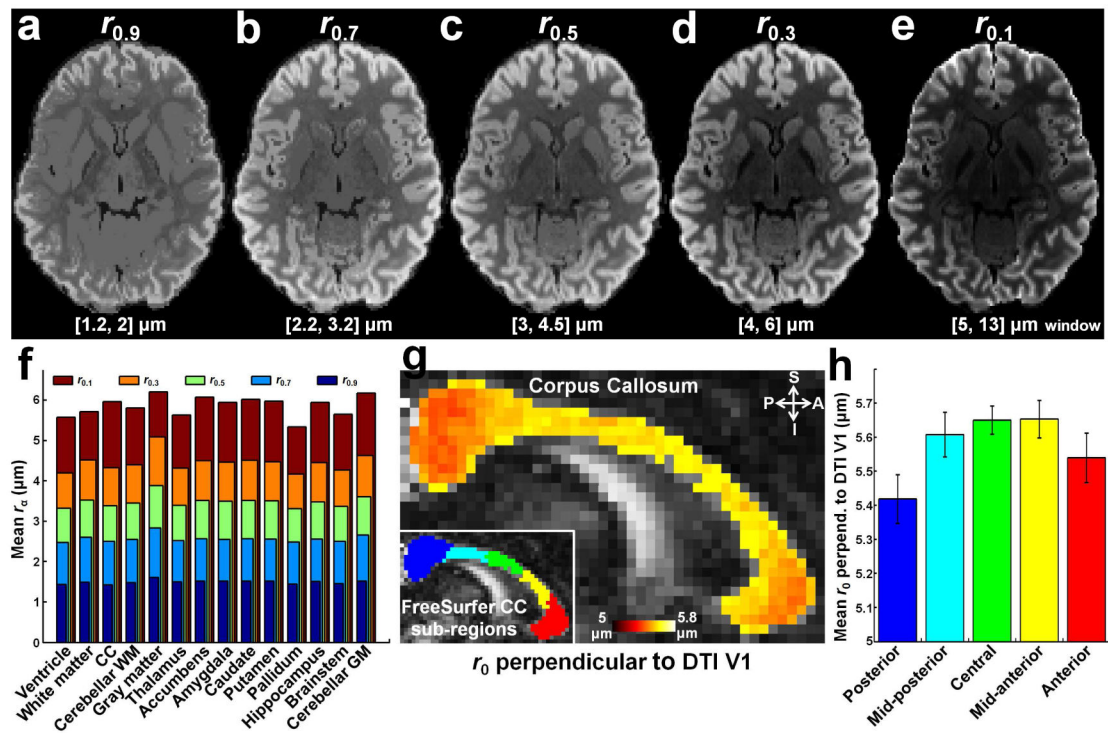 a r0.9 b r0.7 c r0.5 d r0.3 e r0.1
[1.2, 2] μm [2.2, 3.2] μm [3, 4.5] μm [4, 6] μm [5, 13] μm window
f
r0.1 r0.3 r0.5 r0.7 r0.9
Mean r0 (μm)
6
5
4
3
2
1
0
Ventricle
White matter
CC
Cerebellar WM
Gray matter
Thalamus
Accumbens
Amygdala
Caudate
Putamen
Pallidum
Hippocampus
Brainstem
Cerebellar GM
g
Corpus Callosum
S
P A
I
FreeSurfer CC
sub-regions
5
μm
5.8
μm
r0 perpendicular to DTI V1
h
Mean r0 perpend. to DTI V1 (μm)
5.7
5.6
5.5
5.4
5.3
5.2
5.1
5
Posterior
Mid-posterior
Central
Mid-anterior
Anterior